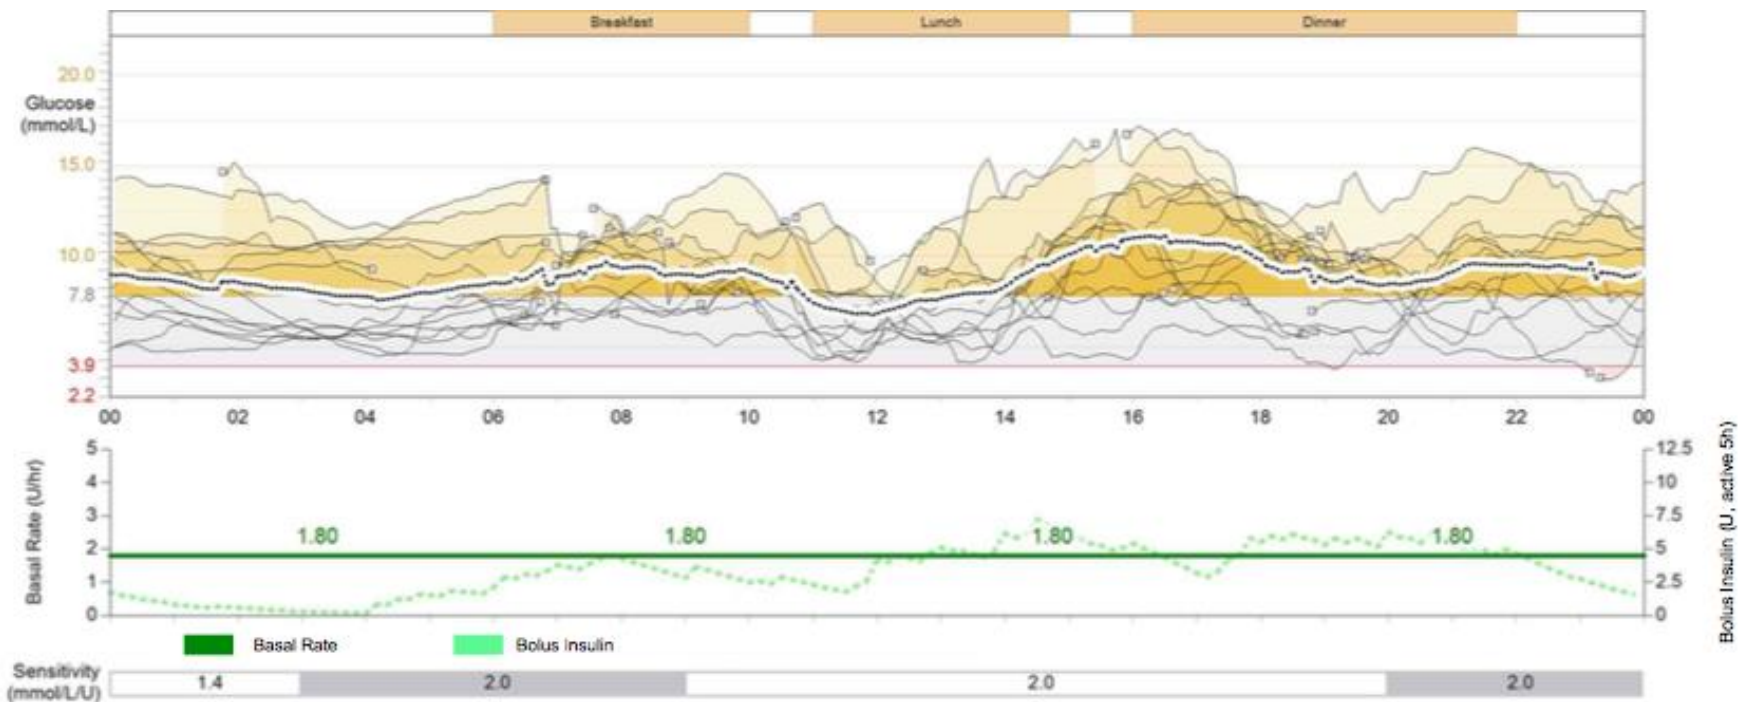 Breakfast Lunch Dinner
20.0
Glucose
(mmol/L)
15.0
10.0
7.8
3.9
2.2
00 02 04 06 08 10 12 14 16 18 20 22 00
Basal Rate (U/hr)
5
4
3
2
1
0
1.80 1.80 1.80 1.80
12.5
10
7.5
5
2.5
0
Bolus Insulin (U, active 5h)
Basal Rate Bolus Insulin
Sensitivity
(mmol/L/U)
1.4 2.0 2.0 2.0